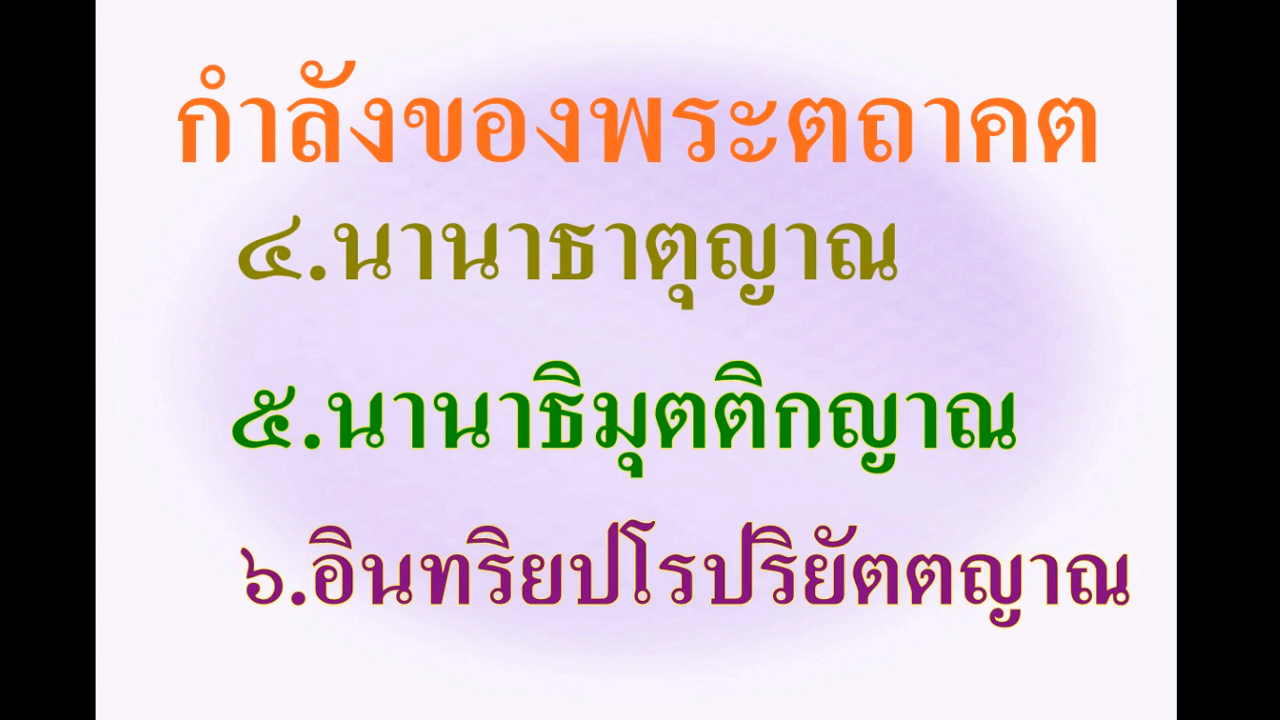 กำลังของพระตถาคต
๔.นานาธาตุญาณ
๕.นานาธิมุตติกญาณ
๖.อินทริยปโรปริยัตตญาณ